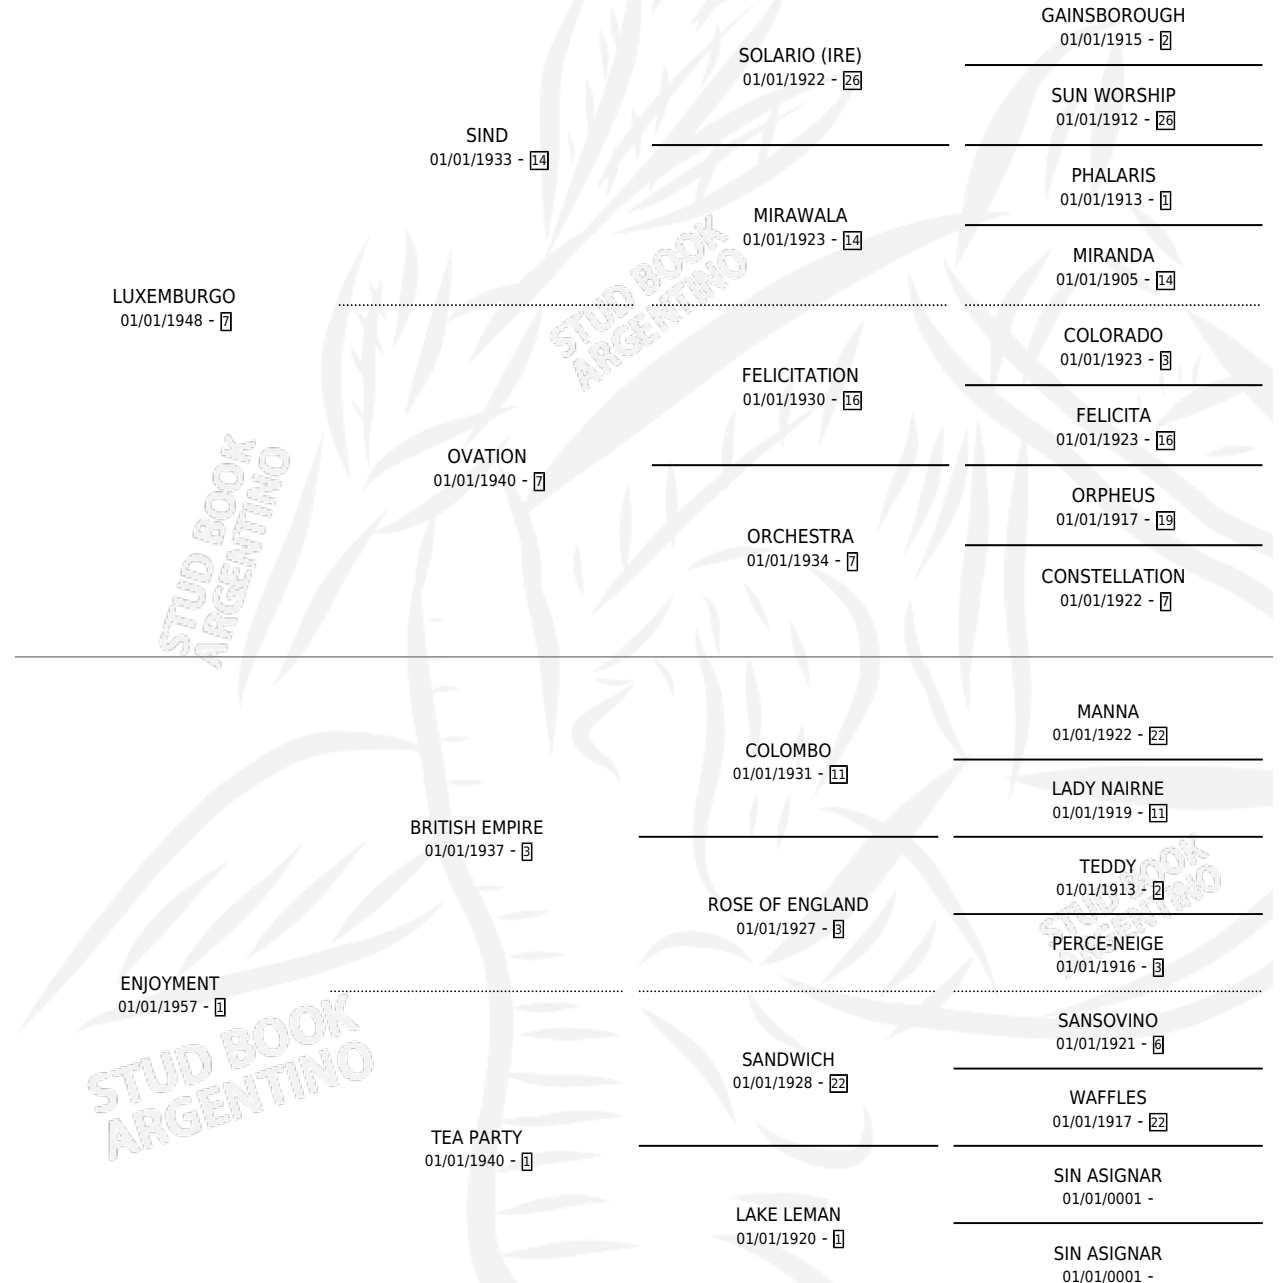 GAINSBOROUGH
01/01/1915 - 2
SOLARIO (IRE)
01/01/1922 - 26
SUN WORSHIP
01/01/1912 - 26
SIND
01/01/1933 - 14
PHALARIS
01/01/1913 - 1
MIRAWALA
01/01/1923 - 14
MIRANDA
01/01/1905 - 14
LUXEMBURGO
01/01/1948 - 7
COLORADO
01/01/1923 - 3
FELICITATION
01/01/1930 - 16
FELICITA
01/01/1923 - 16
OVATION
01/01/1940 - 7
ORPHEUS
01/01/1917 - 19
ORCHESTRA
01/01/1934 - 7
CONSTELLATION
01/01/1922 - 7
MANNA
01/01/1922 - 22
COLOMBO
01/01/1931 - 11
LADY NAIRNE
01/01/1919 - 11
BRITISH EMPIRE
01/01/1937 - 3
TEDDY
01/01/1913 - 2
ROSE OF ENGLAND
01/01/1927 - 3
PERCE-NEIGE
01/01/1916 - 3
ENJOYMENT
01/01/1957 - 1
SANSOVINO
01/01/1921 - 6
SANDWICH
01/01/1928 - 22
WAFFLES
01/01/1917 - 22
TEA PARTY
01/01/1940 - 1
SIN ASIGNAR
01/01/0001 -
LAKE LEMAN
01/01/1920 - 1
SIN ASIGNAR
01/01/0001 -
STUD BOOK
ARGENTINO
STUD BOOK
ARGENTINO
STUD BOOK
ARGENTINO
STUD BOOK
ARGENTINO